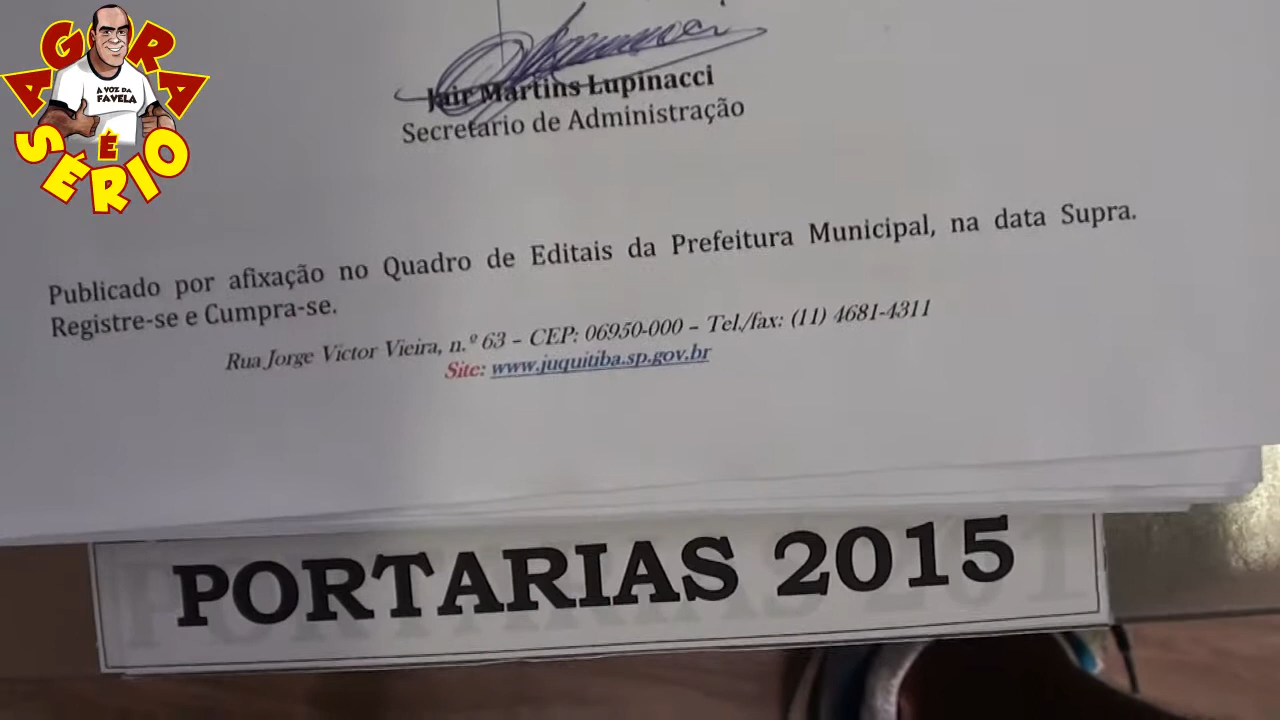 AGORA
A VOZ DA
FAVELA
É
SÉRIO
Jair Martins Lupinacci
Secretario de Administração
Publicado por afixação no Quadro de Editais da Prefeitura Municipal, na data Supra.
Registre-se e Cumpra-se.
Rua Jorge Victor Vieira, n.º 63 – CEP: 06950-000 – Tel./fax: (11) 4681-4311
Site: www.juquitiba.sp.gov.br
PORTARIAS 2015